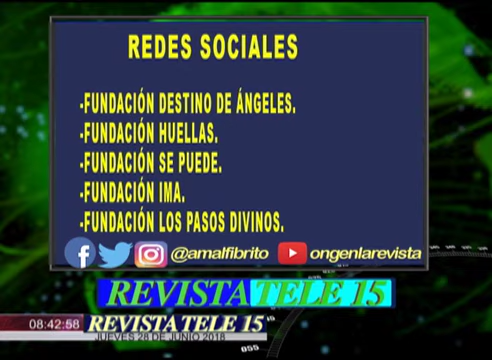 REDES SOCIALES
-FUNDACIÓN DESTINO DE ÁNGELES.
-FUNDACIÓN HUELLAS.
-FUNDACIÓN SE PUEDE.
-FUNDACIÓN IMA.
-FUNDACIÓN LOS PASOS DIVINOS.
@amalfibrito ongenlarevista
REVISTA TELE 15
08:42:58 REVISTA TELE 15
JUEVES 28 DE JUNIO 2018
055